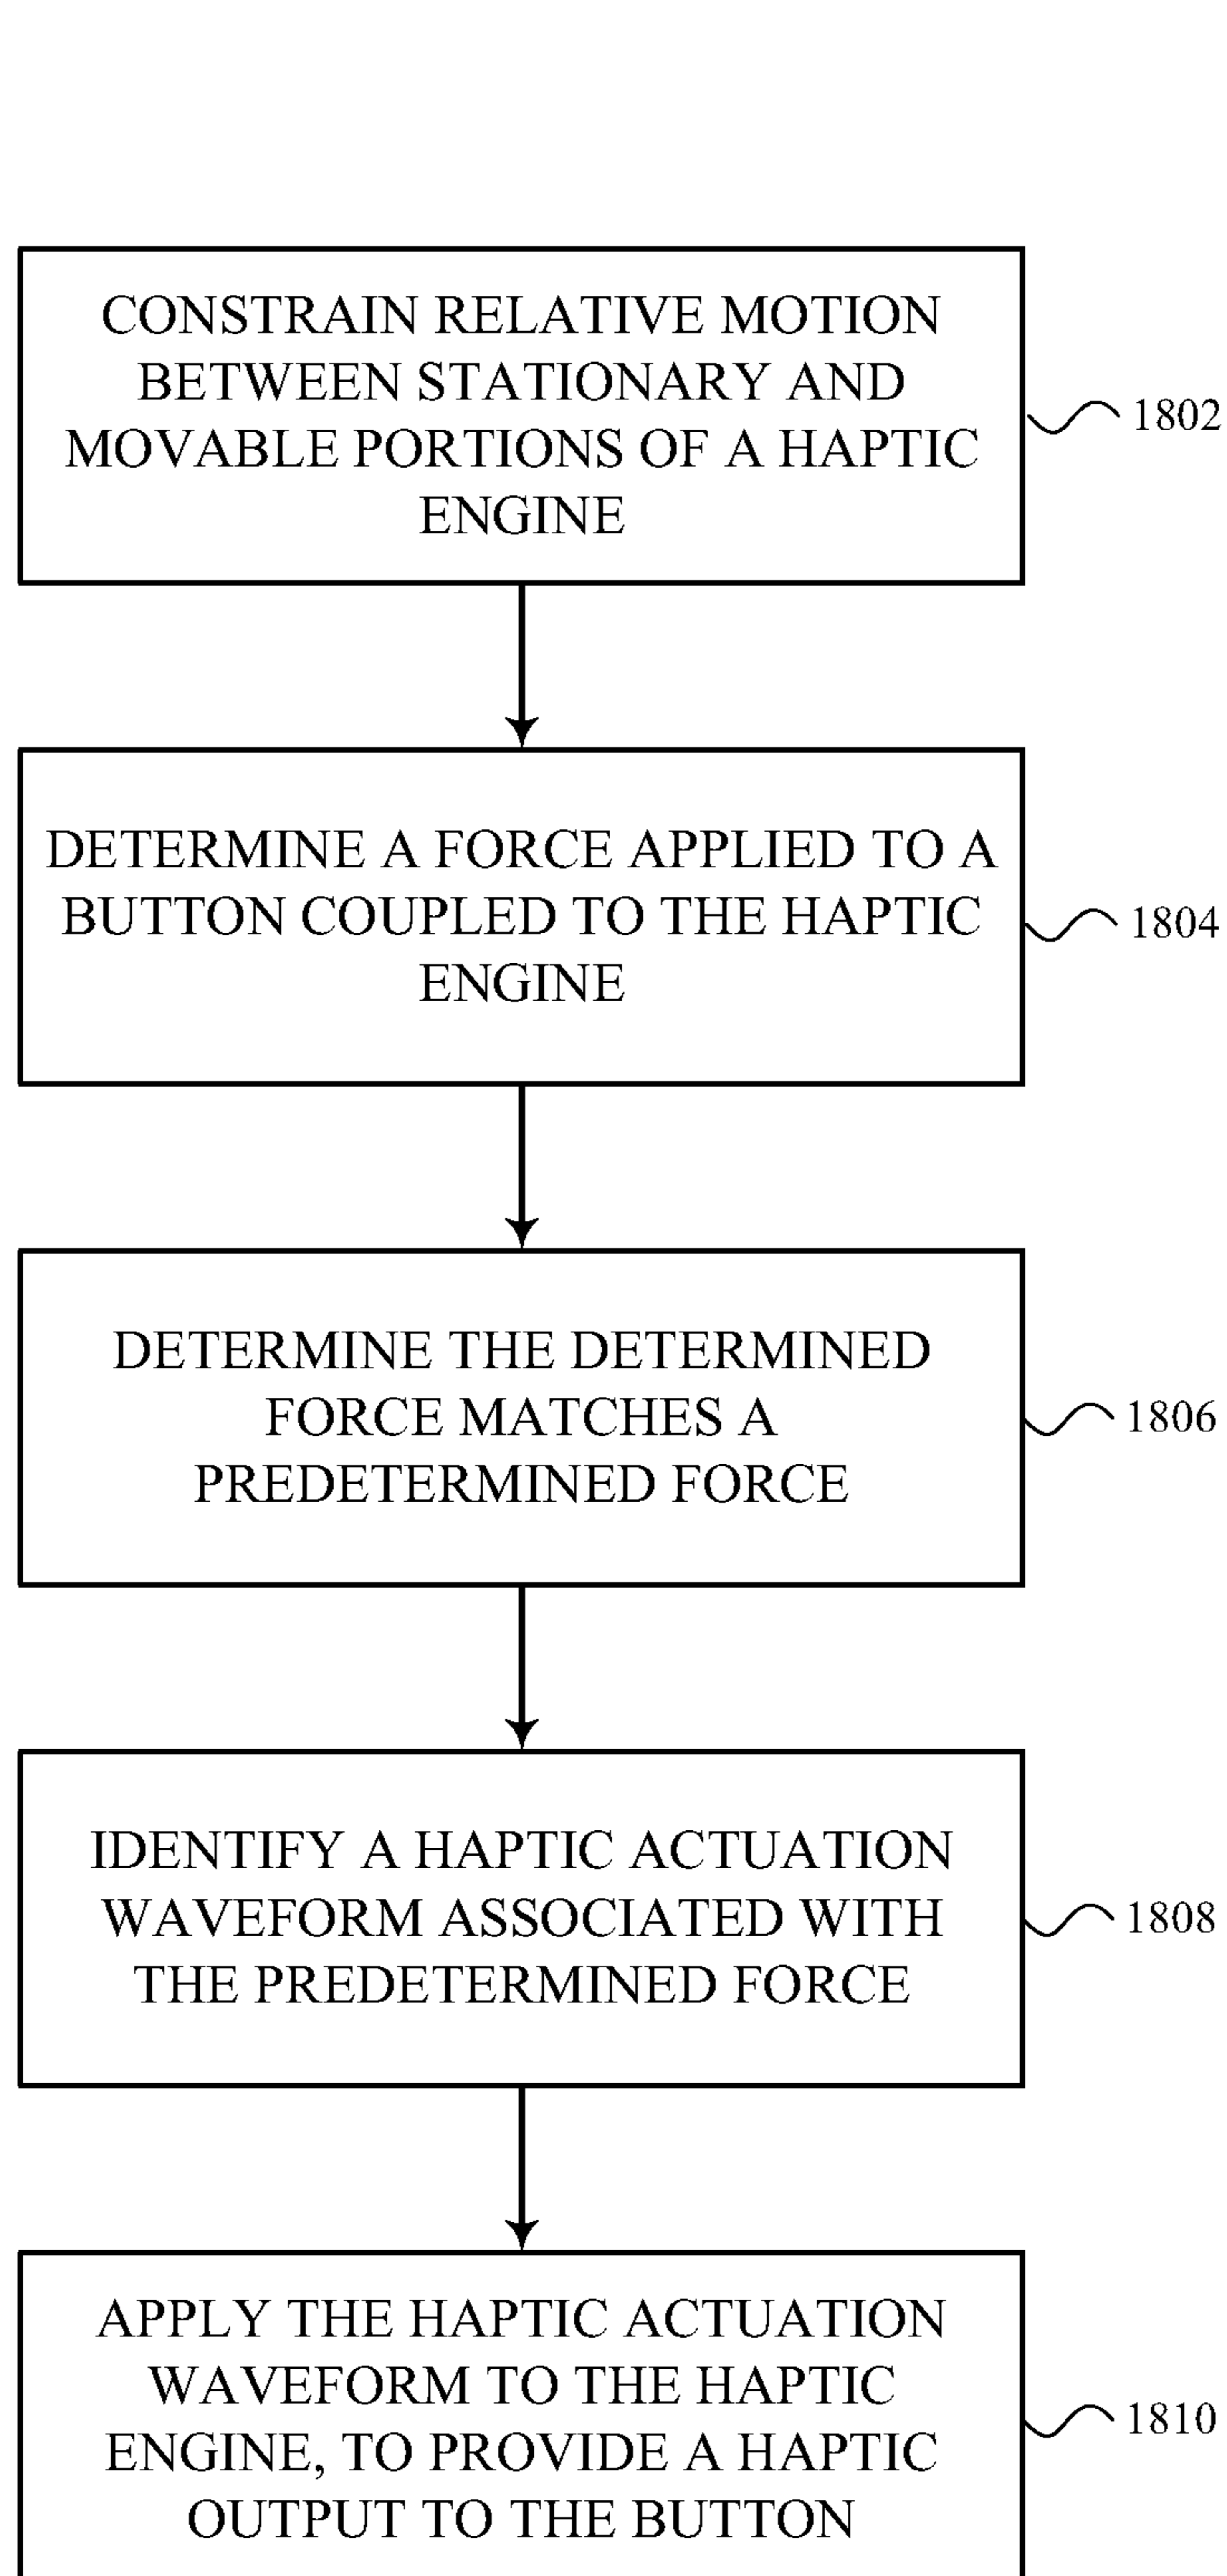 CONSTRAIN RELATIVE MOTION
BETWEEN STATIONARY AND
MOVABLE PORTIONS OF A HAPTIC
ENGINE
1802
DETERMINE A FORCE APPLIED TO A
BUTTON COUPLED TO THE HAPTIC
ENGINE
1804
DETERMINE THE DETERMINED
FORCE MATCHES A
PREDETERMINED FORCE
1806
IDENTIFY A HAPTIC ACTUATION
WAVEFORM ASSOCIATED WITH
THE PREDETERMINED FORCE
1808
APPLY THE HAPTIC ACTUATION
WAVEFORM TO THE HAPTIC
ENGINE, TO PROVIDE A HAPTIC
OUTPUT TO THE BUTTON
1810